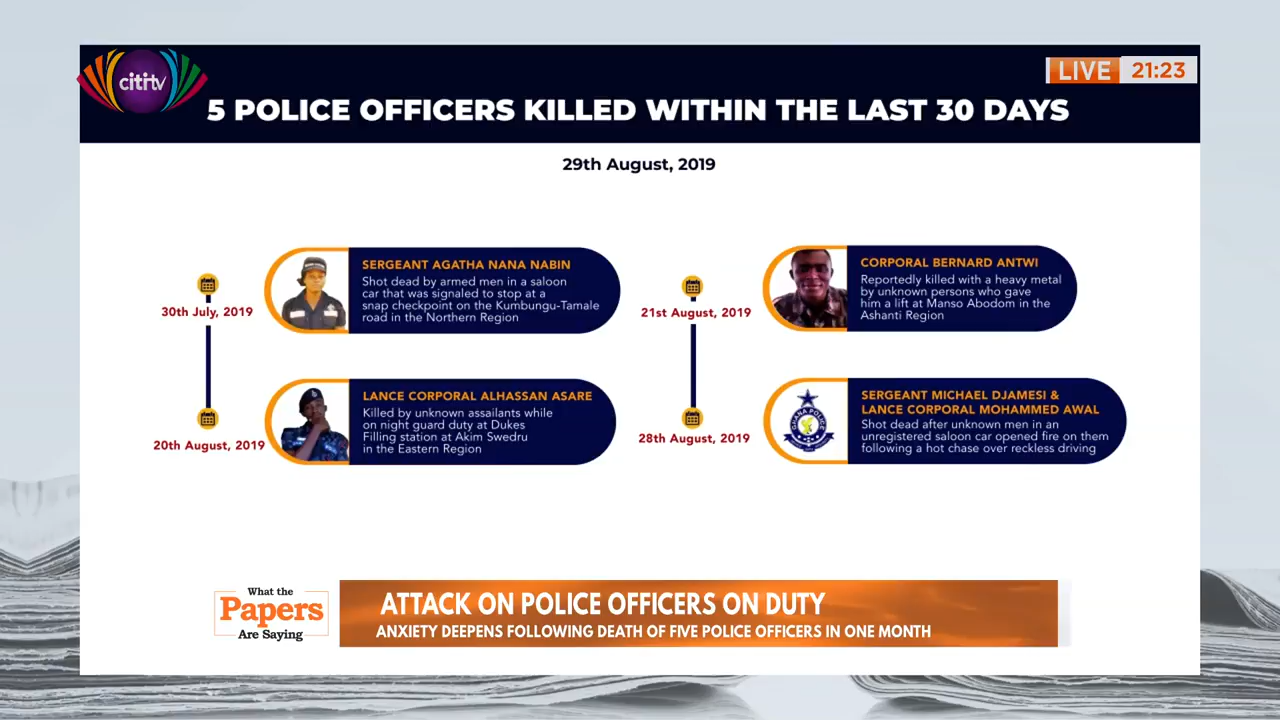 citi tv
LIVE 21:23
5 POLICE OFFICERS KILLED WITHIN THE LAST 30 DAYS
29th August, 2019
30th July, 2019
SERGEANT AGATHA NANA NABIN
Shot dead by armed men in a saloon
car that was signaled to stop at a
snap checkpoint on the Kumbungu-Tamale
road in the Northern Region
20th August, 2019
LANCE CORPORAL ALHASSAN ASARE
Killed by unknown assailants while
on night guard duty at Dukes
Filling station at Akim Swedru
in the Eastern Region
21st August, 2019
CORPORAL BERNARD ANTWI
Reportedly killed with a heavy metal
by unknown persons who gave
him a lift at Manso Abodom in the
Ashanti Region
28th August, 2019
GHANA POLICE
SERGEANT MICHAEL DJAMESI &
LANCE CORPORAL MOHAMMED AWAL
Shot dead after unknown men in an
unregistered saloon car opened fire on them
following a hot chase over reckless driving
What the
Papers
Are Saying
ATTACK ON POLICE OFFICERS ON DUTY
ANXIETY DEEPENS FOLLOWING DEATH OF FIVE POLICE OFFICERS IN ONE MONTH